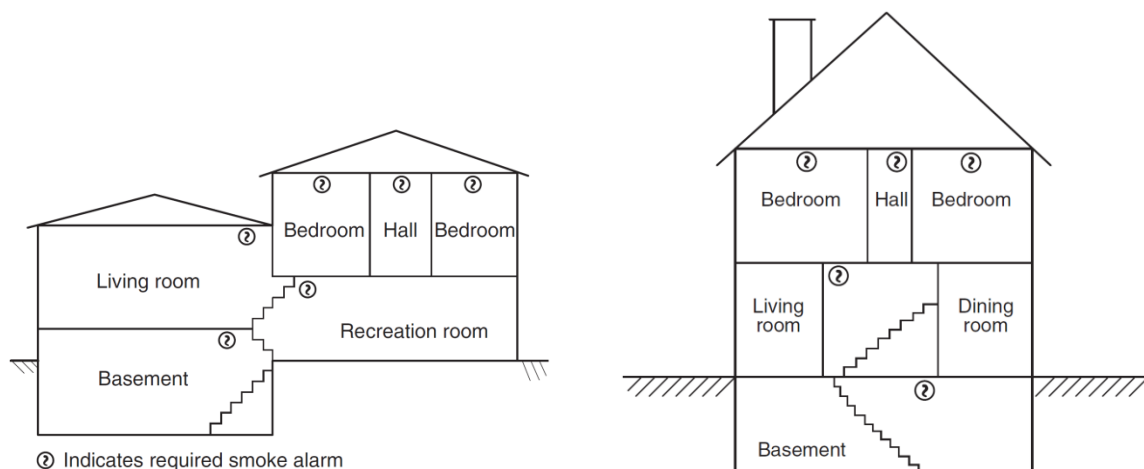 Bedroom
Hall
Bedroom
Living room
Recreation room
Basement
Indicates required smoke alarm
Bedroom
Hall
Bedroom
Living
room
Dining
room
Basement